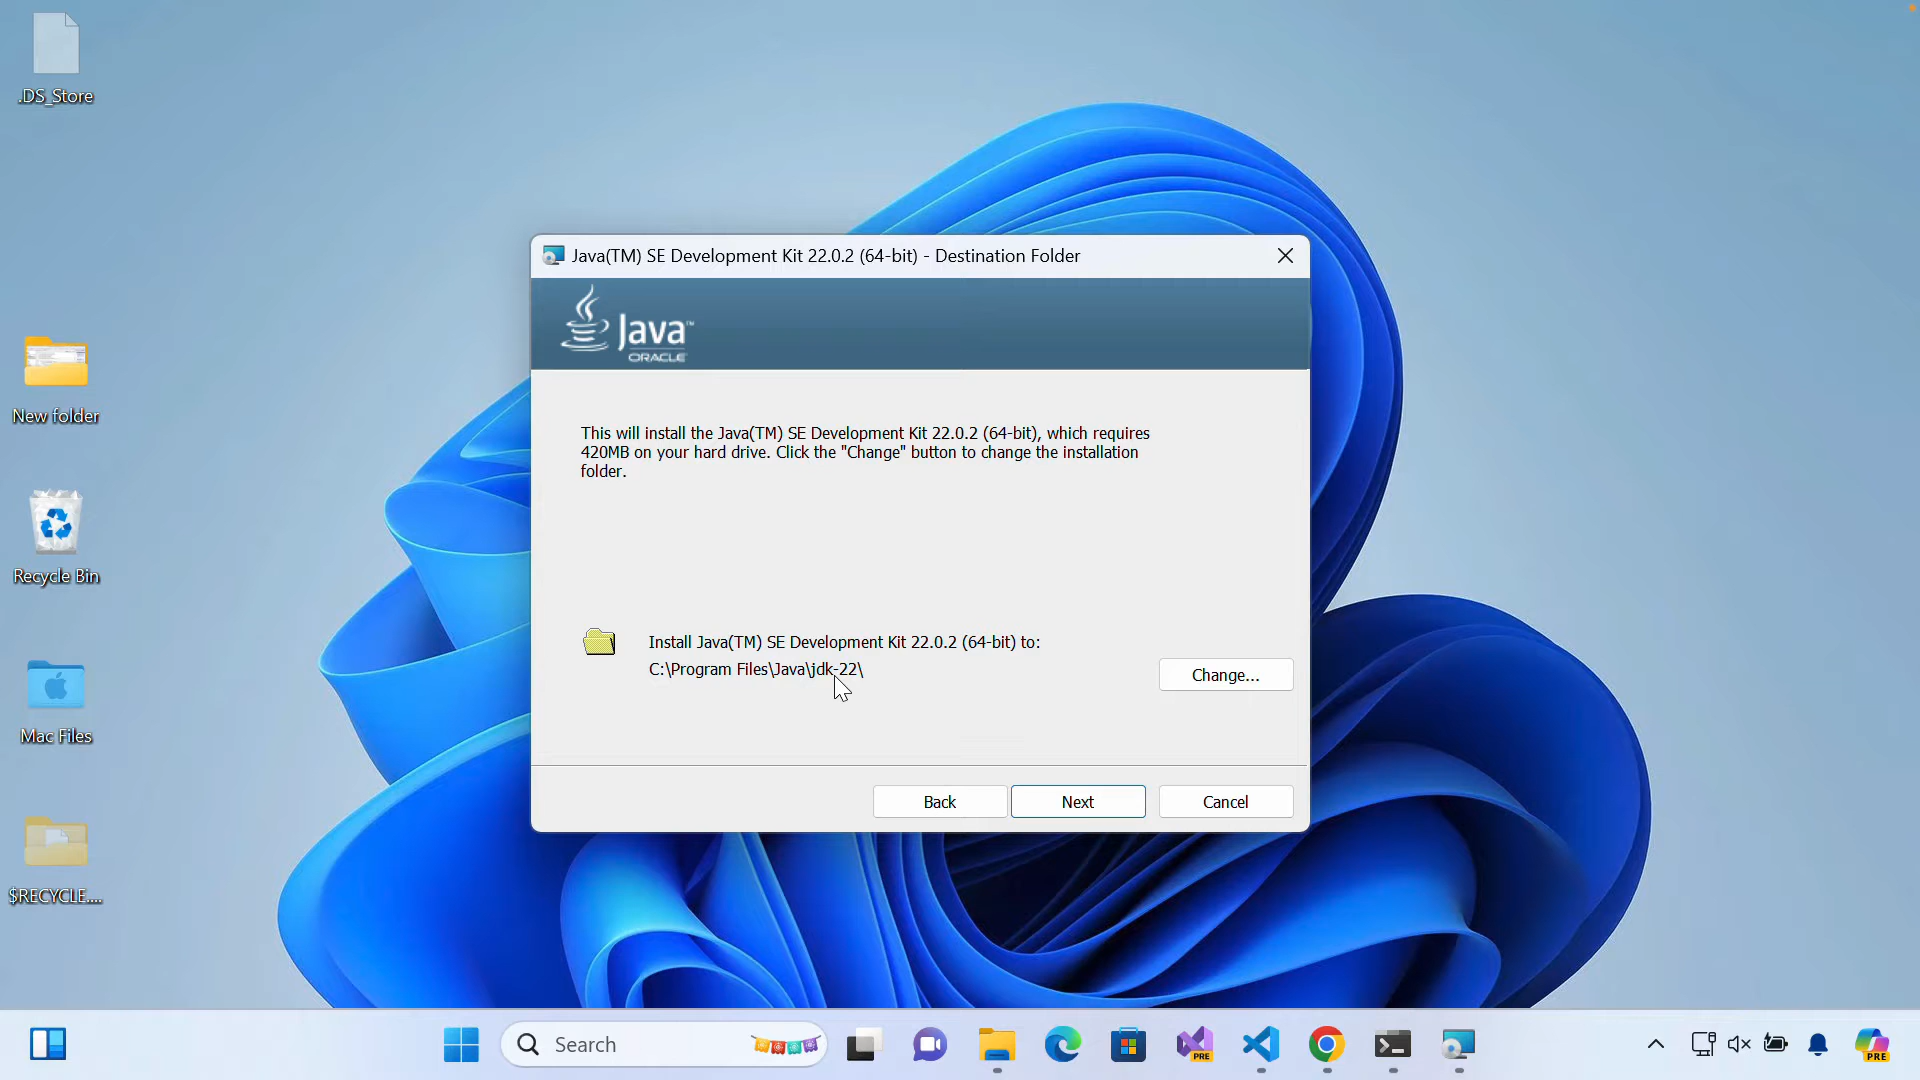 .DS_Store
New folder
Recycle Bin
Mac Files
$RECYCLE....
Java(TM) SE Development Kit 22.0.2 (64-bit) - Destination Folder
Java™
ORACLE
This will install the Java(TM) SE Development Kit 22.0.2 (64-bit), which requires
420MB on your hard drive. Click the "Change" button to change the installation
folder.
Install Java(TM) SE Development Kit 22.0.2 (64-bit) to:
C:\Program Files\Java\jdk-22\
Change...
Back
Next
Cancel
Search
PRE
PRE